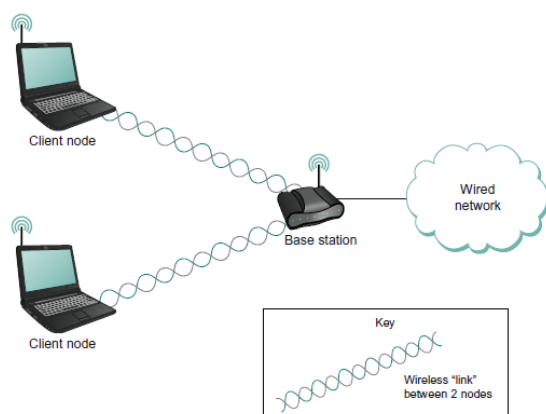 Client node
Wired
network
Base station
Client node
Key
Wireless “link”
between 2 nodes